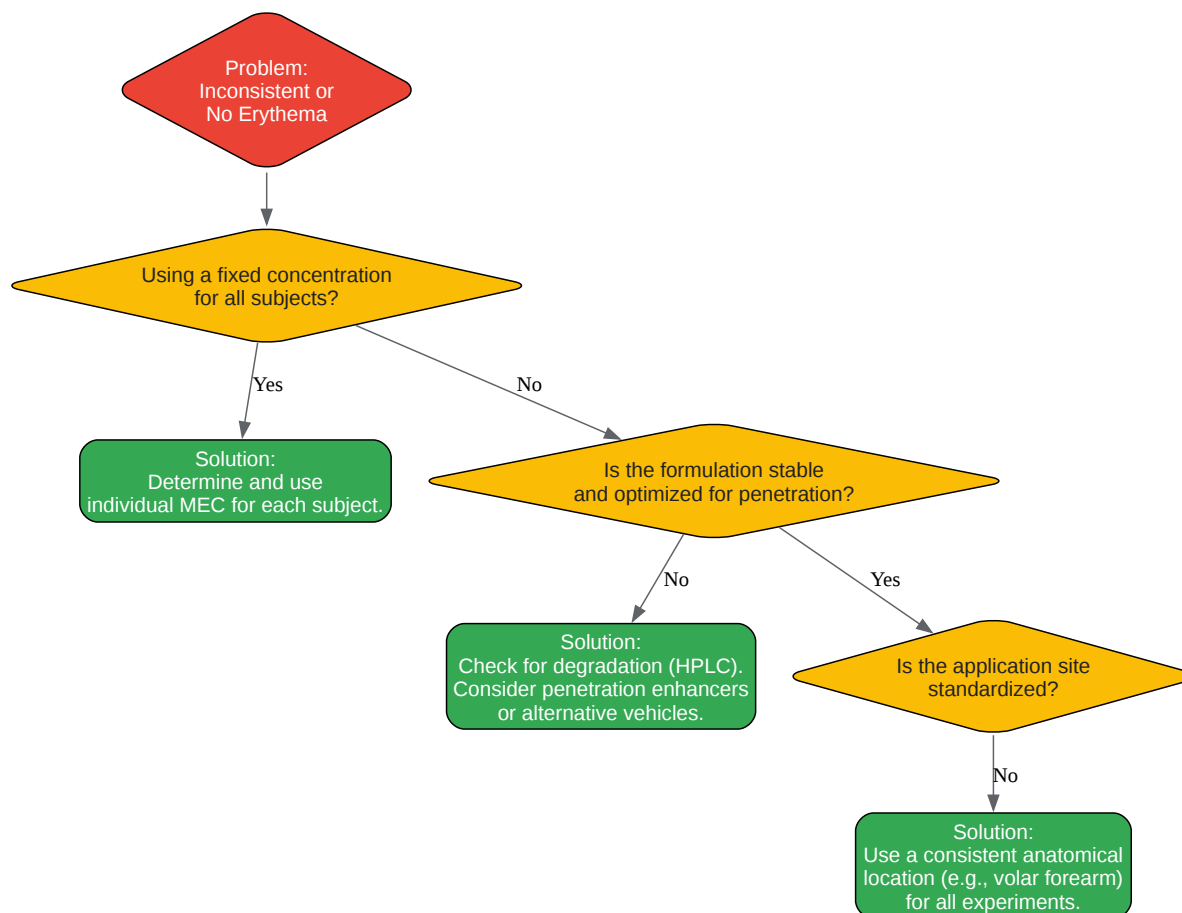 Problem:
Inconsistent or
No Erythema
Using a fixed concentration
for all subjects?
Yes
No
Solution:
Determine and use
individual MEC for each subject.
Is the formulation stable
and optimized for penetration?
No
Yes
Solution:
Check for degradation (HPLC).
Consider penetration enhancers
or alternative vehicles.
Is the application site
standardized?
No
Solution:
Use a consistent anatomical
location (e.g., volar forearm)
for all experiments.